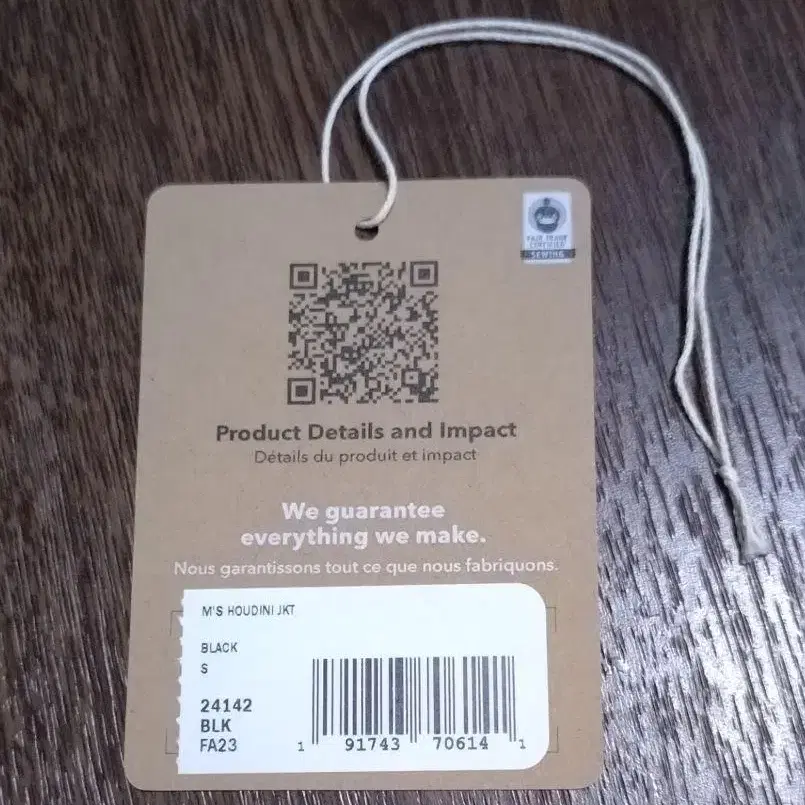 FAIR TRADE
CERTIFIED
SEWING
Product Details and Impact
Détails du produit et impact
We guarantee
everything we make.
Nous garantissons tout ce que nous fabriquons.
M'S HOUDINI JKT
BLACK
S
24142
BLK
FA23
1 91743 70614 1